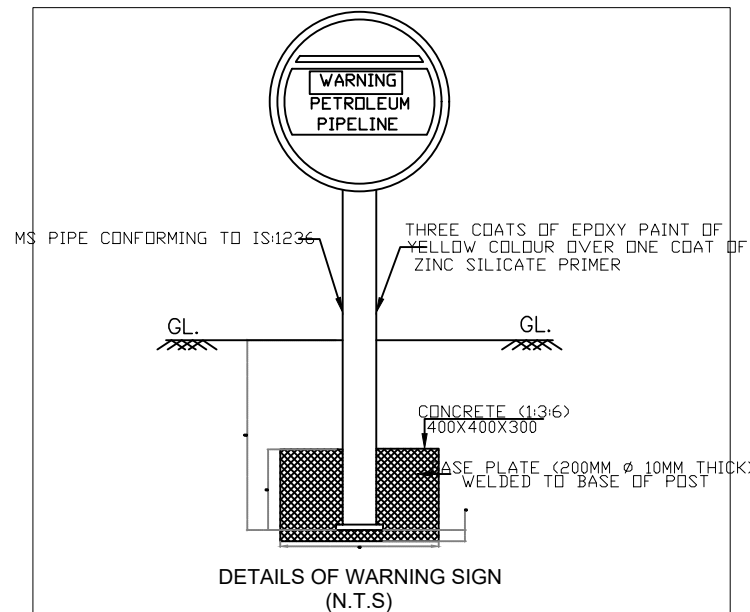 WARNING
PETROLEUM
PIPELINE
MS PIPE CONFORMING TO IS:1236
THREE COATS OF EPOXY PAINT OF
YELLOW COLOUR OVER ONE COAT OF
ZINC SILICATE PRIMER
GL.
GL.
CONCRETE (1:3:6)
400X400X300
BASE PLATE (200MM Ø 10MM THICK)
WELDED TO BASE OF POST
DETAILS OF WARNING SIGN
(N.T.S)